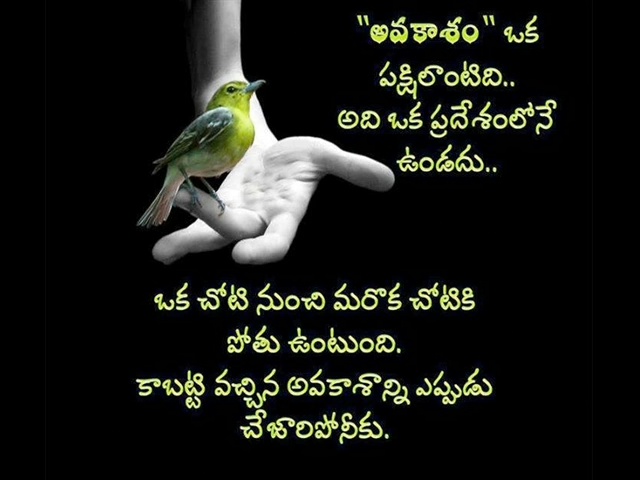 "అవకాశం" ఒక
పక్షిలాంటిది..
అది ఒక ప్రదేశంలోనే
ఉండదు..
ఒక చోటి నుంచి మరొక చోటికి
పోతు ఉంటుంది.
కాబట్టి వచ్చిన అవకాశాన్ని ఎప్పుడు
చేజారిపోనీకు.